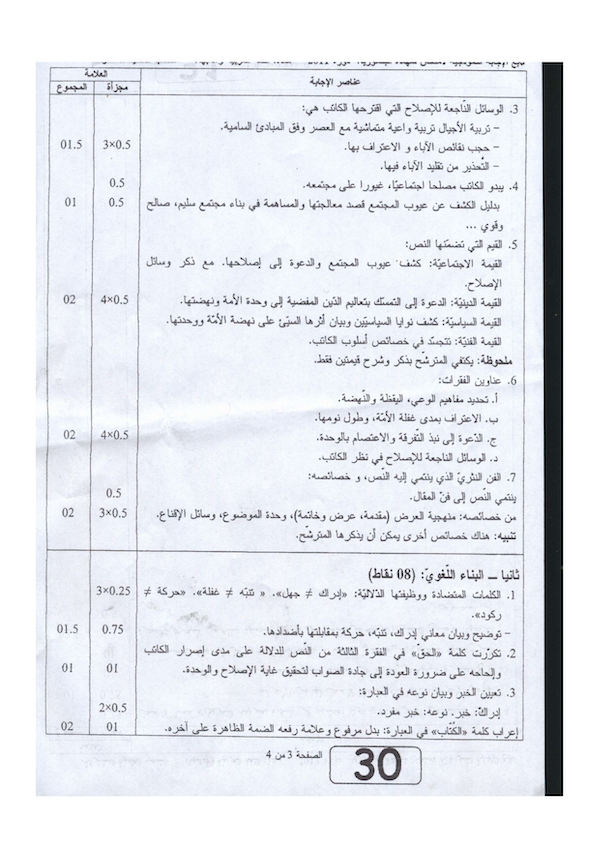 العلامة
عناصر الإجابة
مجزأة
المجموع
3. الوسائل النّاجعة للإصلاح التي اقترحها الكاتب هي:
– تربية الأجيال تربية واعية متماشية مع العصر وفق المبادئ السامية.
– حجب نقائص الآباء و الاعتراف بها. 3×0.5 01.5
– التّحذير من تقليد الآباء فيها.
4. يبدو الكاتب مصلحا اجتماعيّا، غيورا على مجتمعه. 0.5
بدليل الكشف عن عيوب المجتمع قصد معالجتها والمساهمة في بناء مجتمع سليم، صالح 0.5 01
وقوي ...
5. القيم التي تضمّنها النص:
القيمة الاجتماعيّة: كشف عيوب المجتمع والدعوة إلى إصلاحها. مع ذكر وسائل
الإصلاح.
القيمة الدينيّة: الدعوة إلى التمسّك بتعاليم الدّين المفضية إلى وحدة الأمة ونهضتها. 4×0.5 02
القيمة السياسيّة: كشف نوايا السياسيّين وبيان أثرها السيّئ على نهضة الأمّة ووحدتها.
القيمة الفنيّة: تتجسّد في خصائص أسلوب الكاتب.
ملحوظة: يكتفي المترشّح بذكر وشرح قيمتين فقط.
6. عناوين الفقرات:
أ. تحديد مفاهيم الوعي، اليقظة والنّهضة.
ب. الاعتراف بمدى غفلة الأمّة، وطول نومها.
ج. الدّعوة إلى نبذ التّفرقة والاعتصام بالوحدة. 4×0.5 02
د. الوسائل الناجعة للإصلاح في نظر الكاتب.
7. الفن النثريّ الذي ينتمي إليه النّص، و خصائصه:
ينتمي النّص إلى فنّ المقال. 0.5
من خصائصه: منهجية العرض (مقدمة، عرض وخاتمة)، وحدة الموضوع، وسائل الإقناع. 3×0.5 02
تنبيه: هناك خصائص أخرى يمكن أن يذكرها المترشّح.
ثانيا – البناء اللّغويّ: (08 نقاط)
1. الكلمات المتضادة ووظيفتها الدّلاليّة: «إدراك ≠ جهل». « تنبّه ≠ غفلة». «حركة ≠ 3×0.25
ركود».
– توضيح وبيان معاني إدراك، تنبّه، حركة بمقابلتها بأضدادها. 0.75 01.5
2. تكرّرت كلمة «الحقّ» في الفقرة الثالثة من النّص للدلالة على مدى إصرار الكاتب
وإلحاحه على ضرورة العودة إلى جادة الصواب لتحقيق غاية الإصلاح والوحدة. 01 01
3. تعيين الخبر وبيان نوعه في العبارة:
إدراكٌ: خبر. نوعه: خبر مفرد. 2×0.5
إعراب كلمة «الكُتّاب» في العبارة: بدل مرفوع وعلامة رفعه الضمة الظاهرة على آخره. 01 02
الصفحة 3 من 4
30